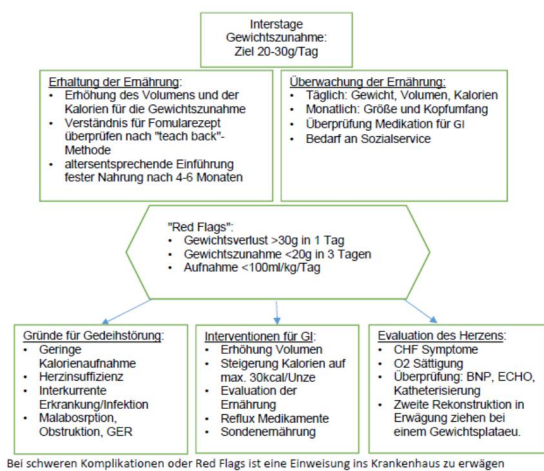 Interstage
Gewichtszunahme:
Ziel 20-30g/Tag
Erhaltung der Ernährung:
• Erhöhung des Volumens und der
Kalorien für die Gewichtszunahme
• Verständnis für Fomularezept
überprüfen nach "teach back"-
Methode
• altersentsprechende Einführung
fester Nahrung nach 4-6 Monaten
Überwachung der Ernährung:
• Täglich: Gewicht, Volumen, Kalorien
• Monatlich: Größe und Kopfumfang
• Überprüfung Medikation für GI
• Bedarf an Sozialservice
"Red Flags":
• Gewichtsverlust >30g in 1 Tag
• Gewichtszunahme <20g in 3 Tagen
• Aufnahme <100ml/kg/Tag
Gründe für Gedeihstörung:
• Geringe
Kalorienaufnahme
• Herzinsuffizienz
• Interkurrente
Erkrankung/Infektion
• Malabosrption,
Obstruktion, GER
Interventionen für GI:
• Erhöhung Volumen
• Steigerung Kalorien auf
max. 30kcal/Unze
• Evaluation der
Ernährung
• Reflux Medikamente
• Sondenernährung
Evaluation des Herzens:
• CHF Symptome
• O2 Sättigung
• Überprüfung: BNP, ECHO,
Katheterisierung
• Zweite Rekonstruktion in
Erwägung ziehen bei
einem Gewichtsplataeu.
Bei schweren Komplikationen oder Red Flags ist eine Einweisung ins Krankenhaus zu erwägen